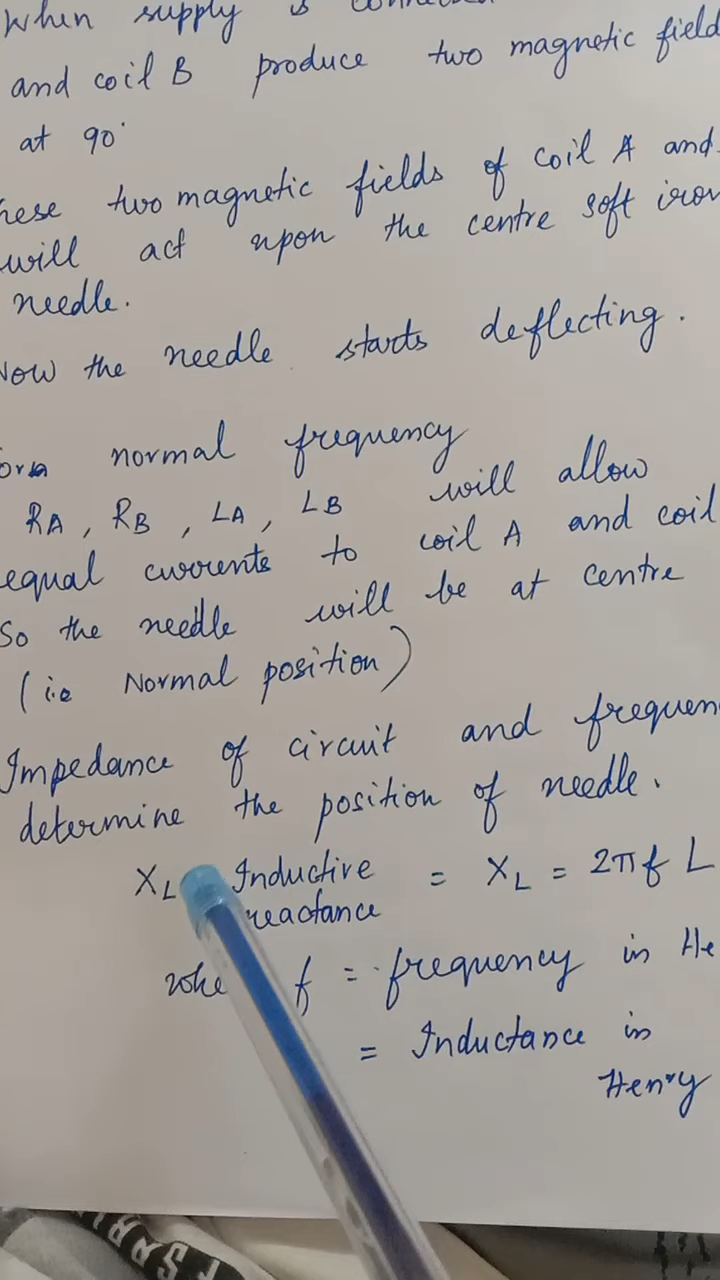 When supply is
and coil B produce two magnetic field
at 90°
hese two magnetic fields of coil A and
will act upon the centre soft iron
needle.
Now the needle starts deflecting.
normal frequency
RA, RB, LA, LB will allow
equal currents to coil A and coil
So the needle will be at centre
(ie Normal position)
Impedance of circuit and frequen
determine the position of needle.
XL Inductive = XL = 2πf L
reactance
whe f = frequency in He
= Inductance in
Henry